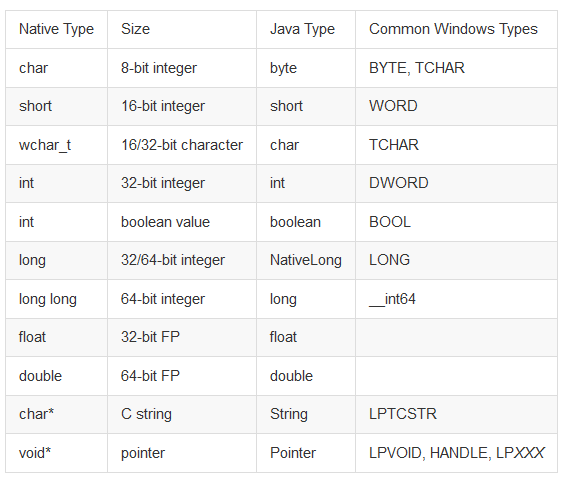 Native Type Size Java Type Common Windows Types
char 8-bit integer byte BYTE, TCHAR
short 16-bit integer short WORD
wchar_t 16/32-bit character char TCHAR
int 32-bit integer int DWORD
int boolean value boolean BOOL
long 32/64-bit integer NativeLong LONG
long long 64-bit integer long __int64
float 32-bit FP float
double 64-bit FP double
char* C string String LPTCSTR
void* pointer Pointer LPVOID, HANDLE, LPXXX